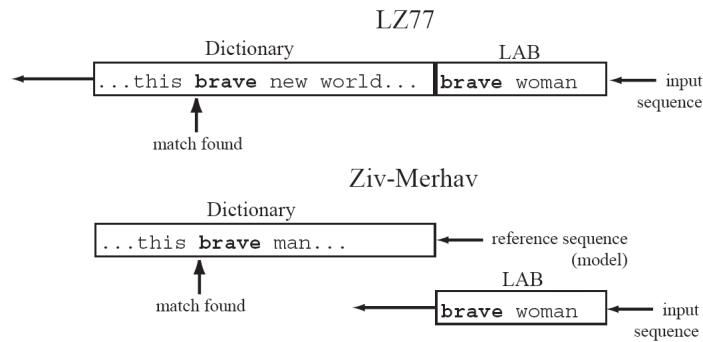 LZ77
Dictionary
LAB
...this brave new world...
brave woman
input
sequence
match found
Ziv-Merhav
Dictionary
...this brave man...
reference sequence
(model)
LAB
match found
brave woman
input
sequence